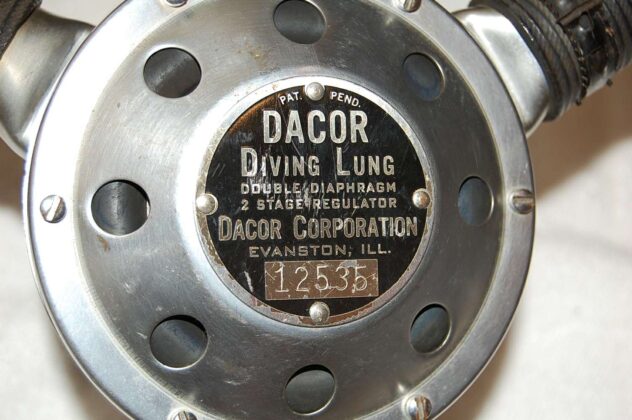 PAT. PEND.
DACOR
DIVING LUNG
DOUBLE/DIAPHRAGM
2 STAGE REGULATOR
DACOR CORPORATION
EVANSTON, ILL.
12535